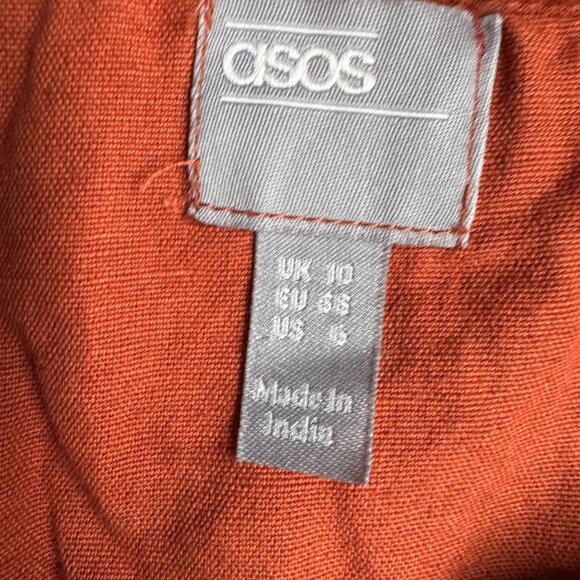 asos
UK 10
EU 38
US 6
Made In
India